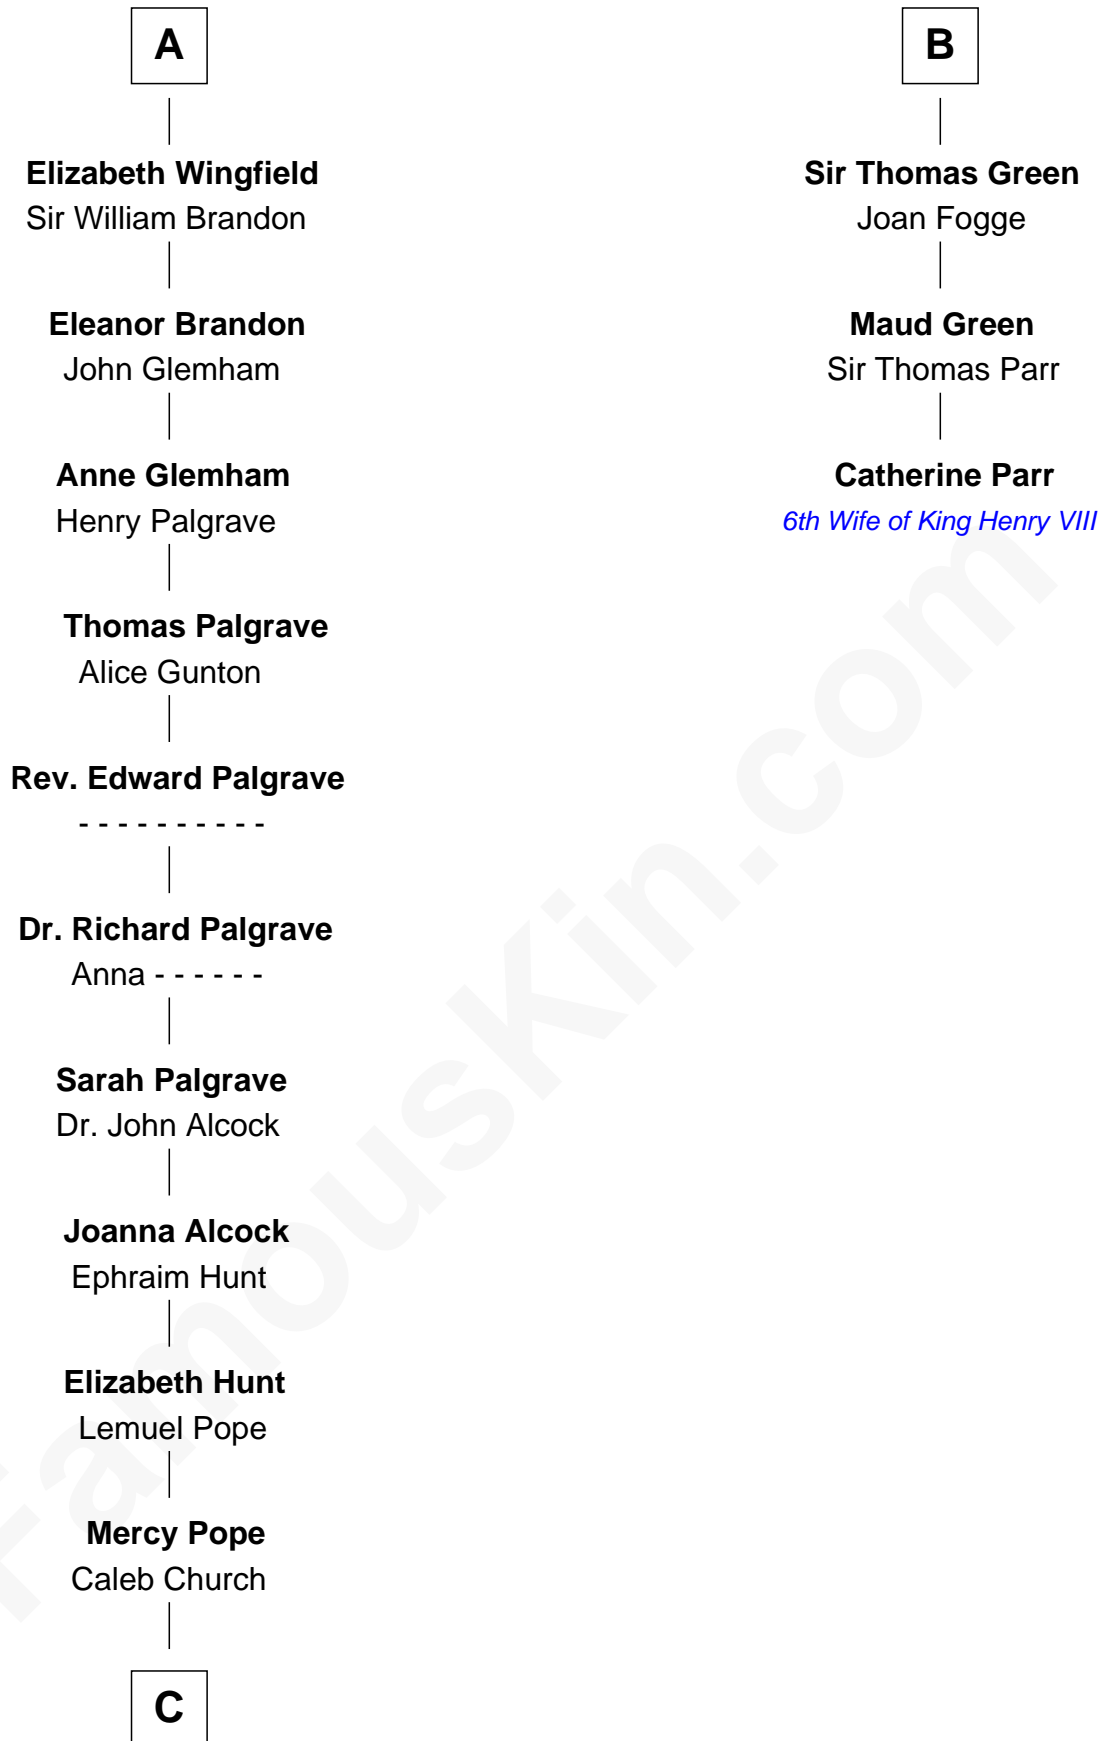 A
Elizabeth Wingfield
Sir William Brandon
Eleanor Brandon
John Glemham
Anne Glemham
Henry Palgrave
Thomas Palgrave
Alice Gunton
Rev. Edward Palgrave
- - - - - - - - - -
Dr. Richard Palgrave
Anna - - - - - -
Sarah Palgrave
Dr. John Alcock
Joanna Alcock
Ephraim Hunt
Elizabeth Hunt
Lemuel Pope
Mercy Pope
Caleb Church
C
B
Sir Thomas Green
Joan Fogge
Maud Green
Sir Thomas Parr
Catherine Parr
6th Wife of King Henry VIII
FamousKin.com